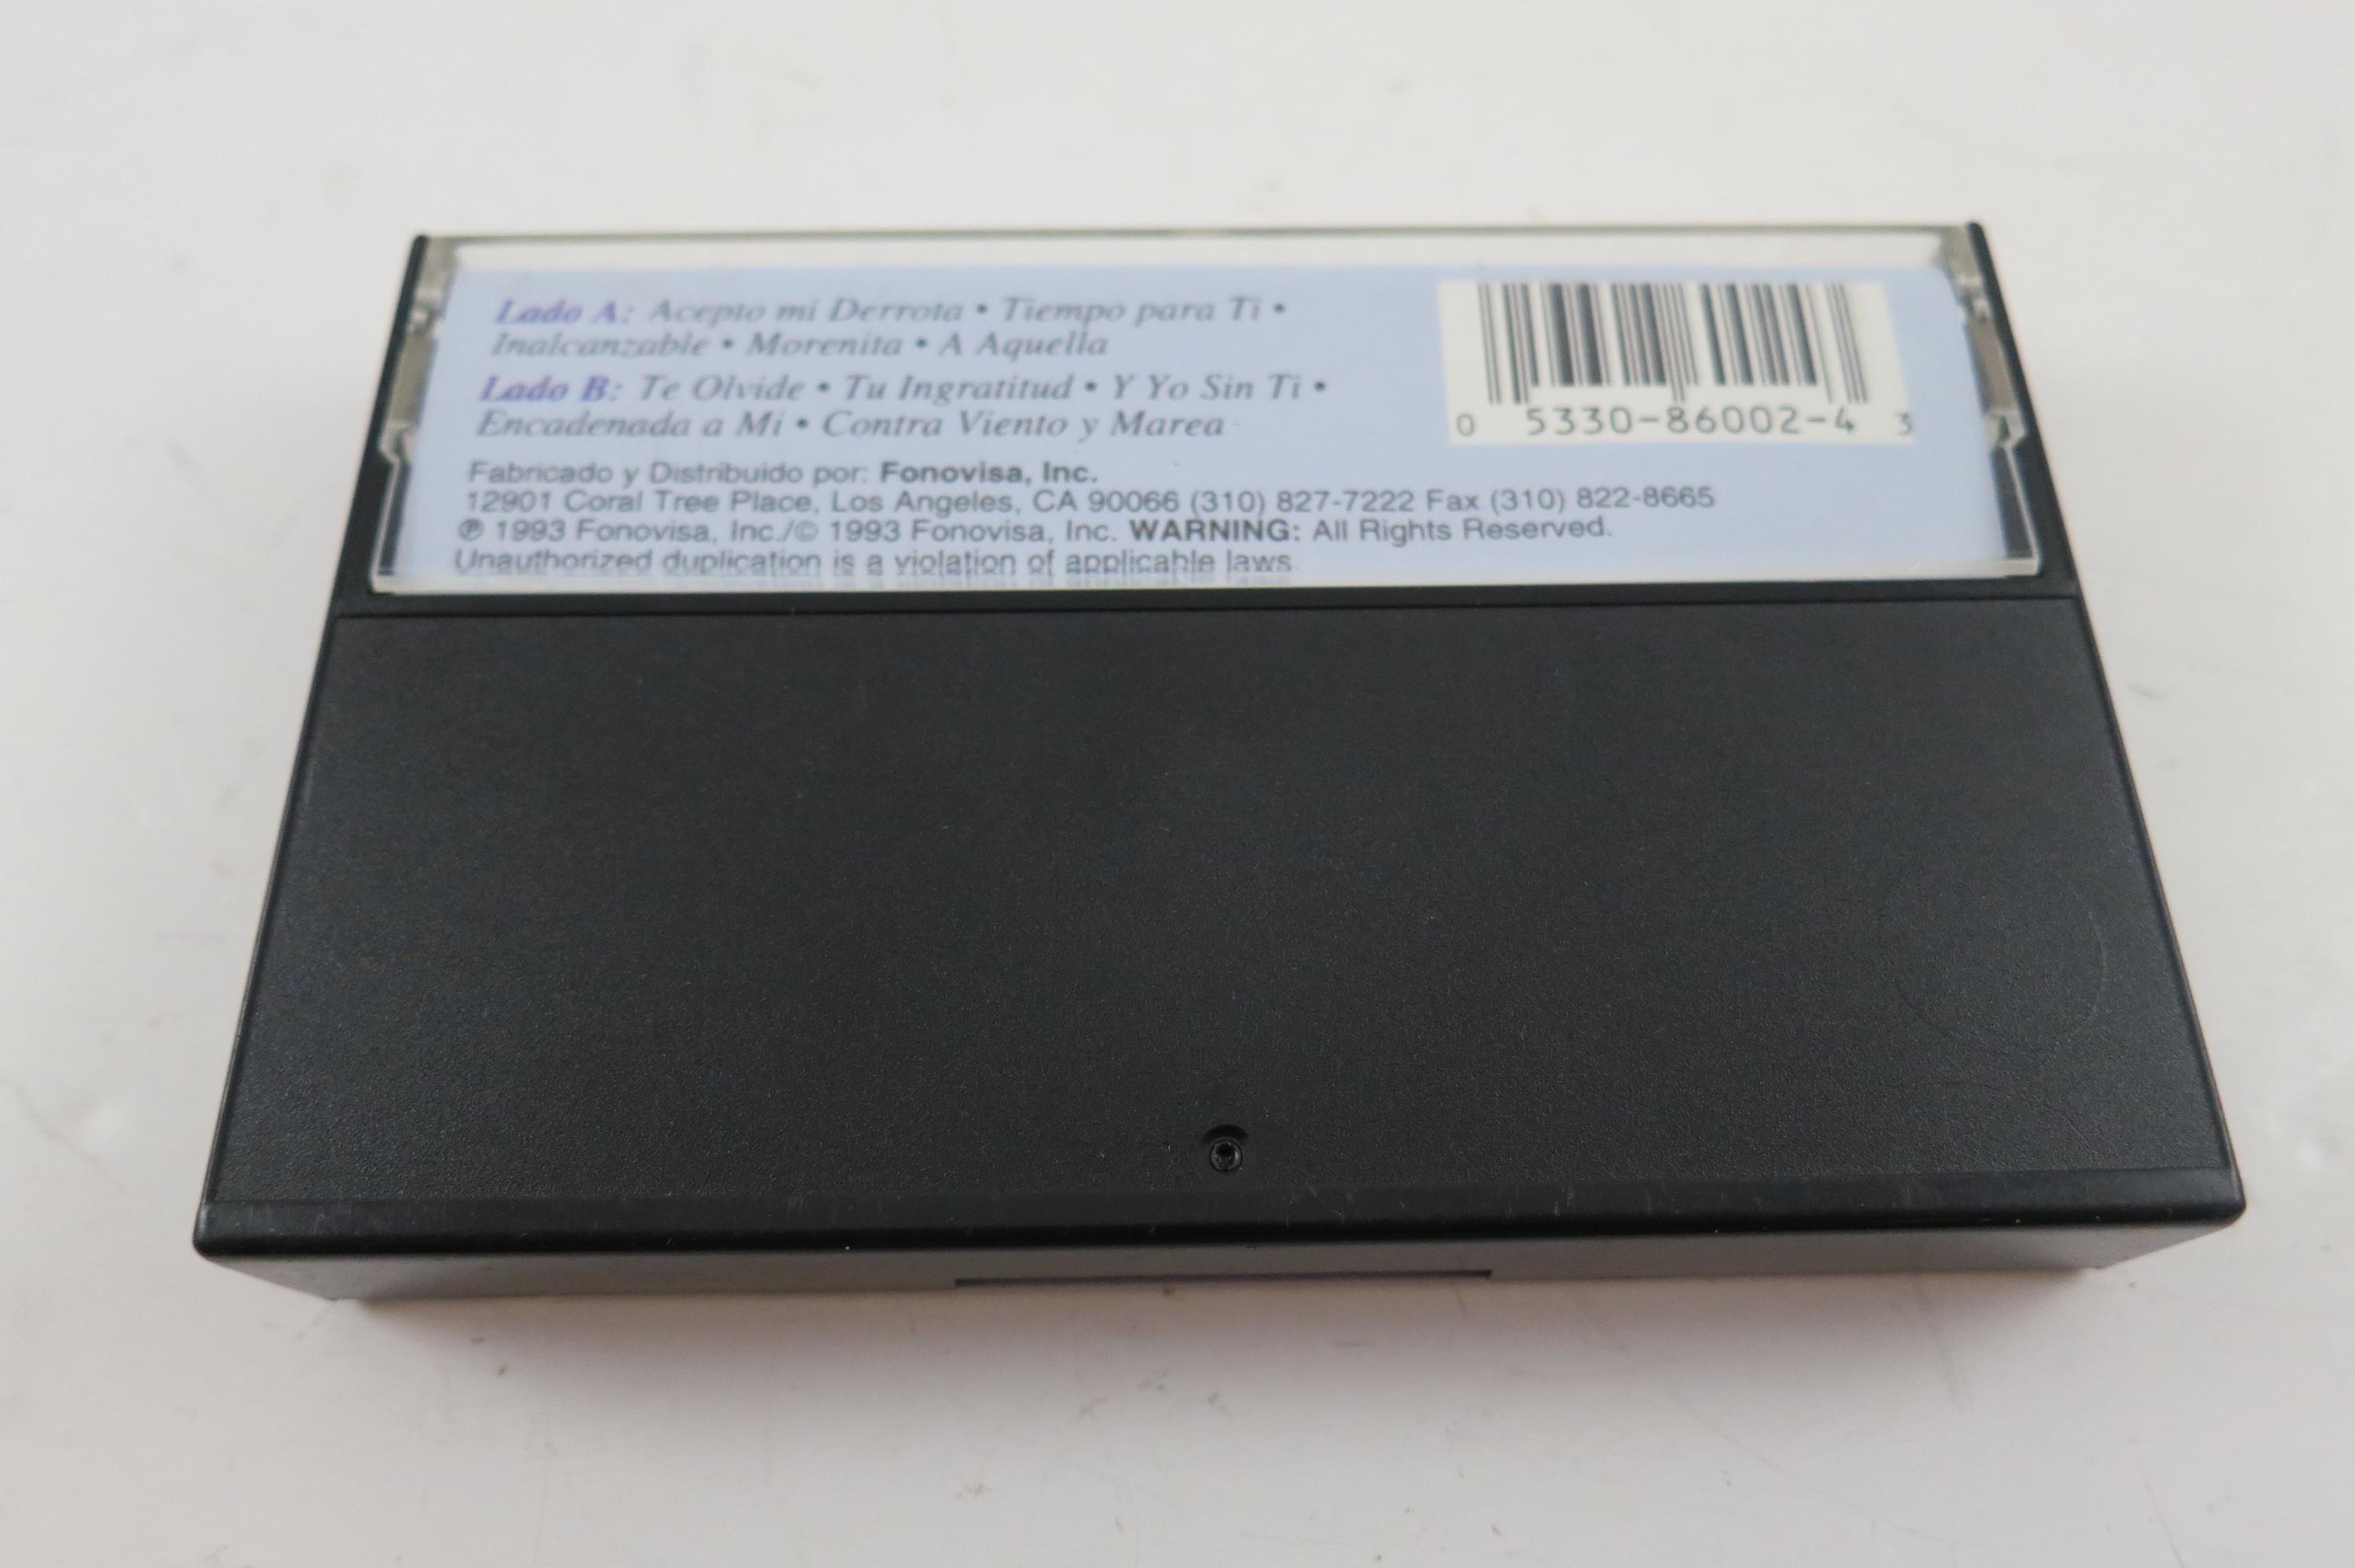 Lado A: Acepto mi Derrota • Tiempo para Ti •
Inalcanzable • Morenita • A Aquella
Lado B: Te Olvide • Tu Ingratitud • Y Yo Sin Ti •
Encadenada a Mi • Contra Viento y Marea
0 5330-86002-4 3
Fabricado y Distribuido por: Fonovisa, Inc.
12901 Coral Tree Place, Los Angeles, CA 90066 (310) 827-7222 Fax (310) 822-8665
℗ 1993 Fonovisa, Inc./© 1993 Fonovisa, Inc. WARNING: All Rights Reserved.
Unauthorized duplication is a violation of applicable laws